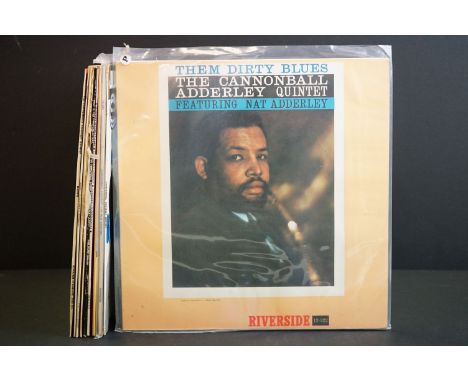 THEM DIRTY BLUES
THE CANNONBALL
ADDERLEY QUINTET
FEATURING NAT ADDERLEY
RIVERSIDE